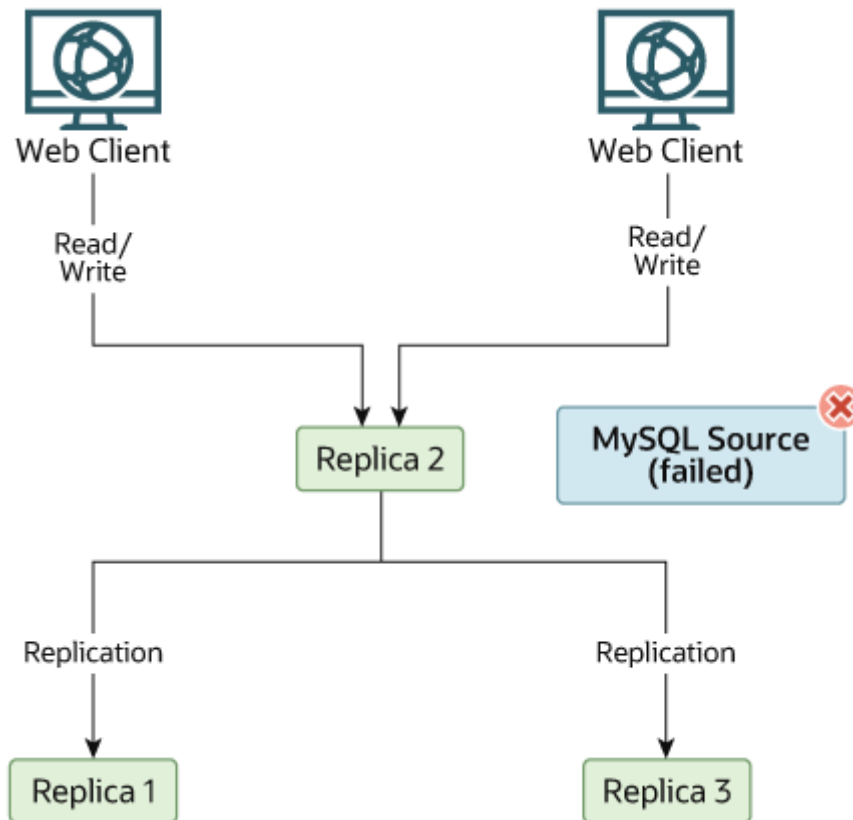 Web Client
Web Client
Read/
Write
Read/
Write
Replica 2
MySQL Source
(failed)
Replication
Replication
Replica 1
Replica 3